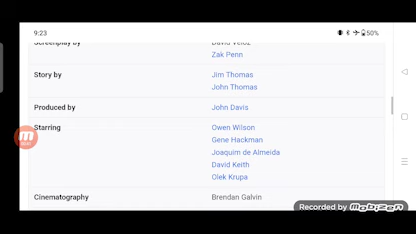 9:23
50%
Screenplay by David Veloz
Zak Penn
Story by Jim Thomas
John Thomas
Produced by John Davis
Starring Owen Wilson
Gene Hackman
Joaquim de Almeida
David Keith
Olek Krupa
Cinematography Brendan Galvin
Recorded by Mobizen